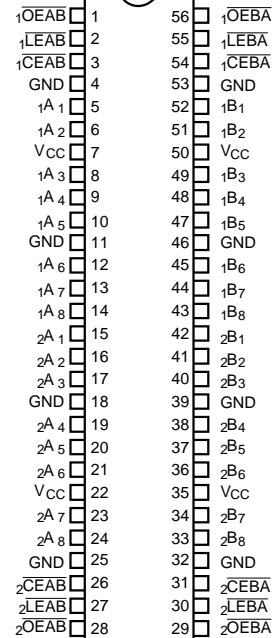 1OEAB 1 56 1OEBA
1LEAB 2 55 1LEBA
1CEAB 3 54 1CEBA
GND 4 53 GND
1A1 5 52 1B1
1A2 6 51 1B2
VCC 7 50 VCC
1A3 8 49 1B3
1A4 9 48 1B4
1A5 10 47 1B5
GND 11 46 GND
1A6 12 45 1B6
1A7 13 44 1B7
1A8 14 43 1B8
2A1 15 42 2B1
2A2 16 41 2B2
2A3 17 40 2B3
GND 18 39 GND
2A4 19 38 2B4
2A5 20 37 2B5
2A6 21 36 2B6
VCC 22 35 VCC
2A7 23 34 2B7
2A8 24 33 2B8
GND 25 32 GND
2CEAB 26 31 2CEBA
2LEAB 27 30 2LEBA
2OEAB 28 29 2OEBA